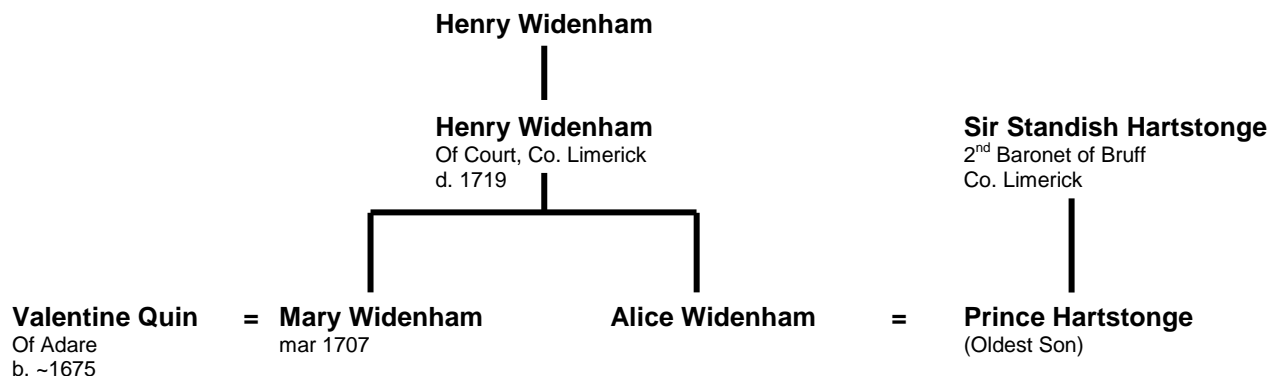 Henry Widenham
Henry Widenham
Of Court, Co. Limerick
d. 1719
Sir Standish Hartstonge
2nd Baronet of Bruff
Co. Limerick
Valentine Quin = Mary Widenham Alice Widenham = Prince Hartstonge
Of Adare mar 1707 (Oldest Son)
b. ~1675